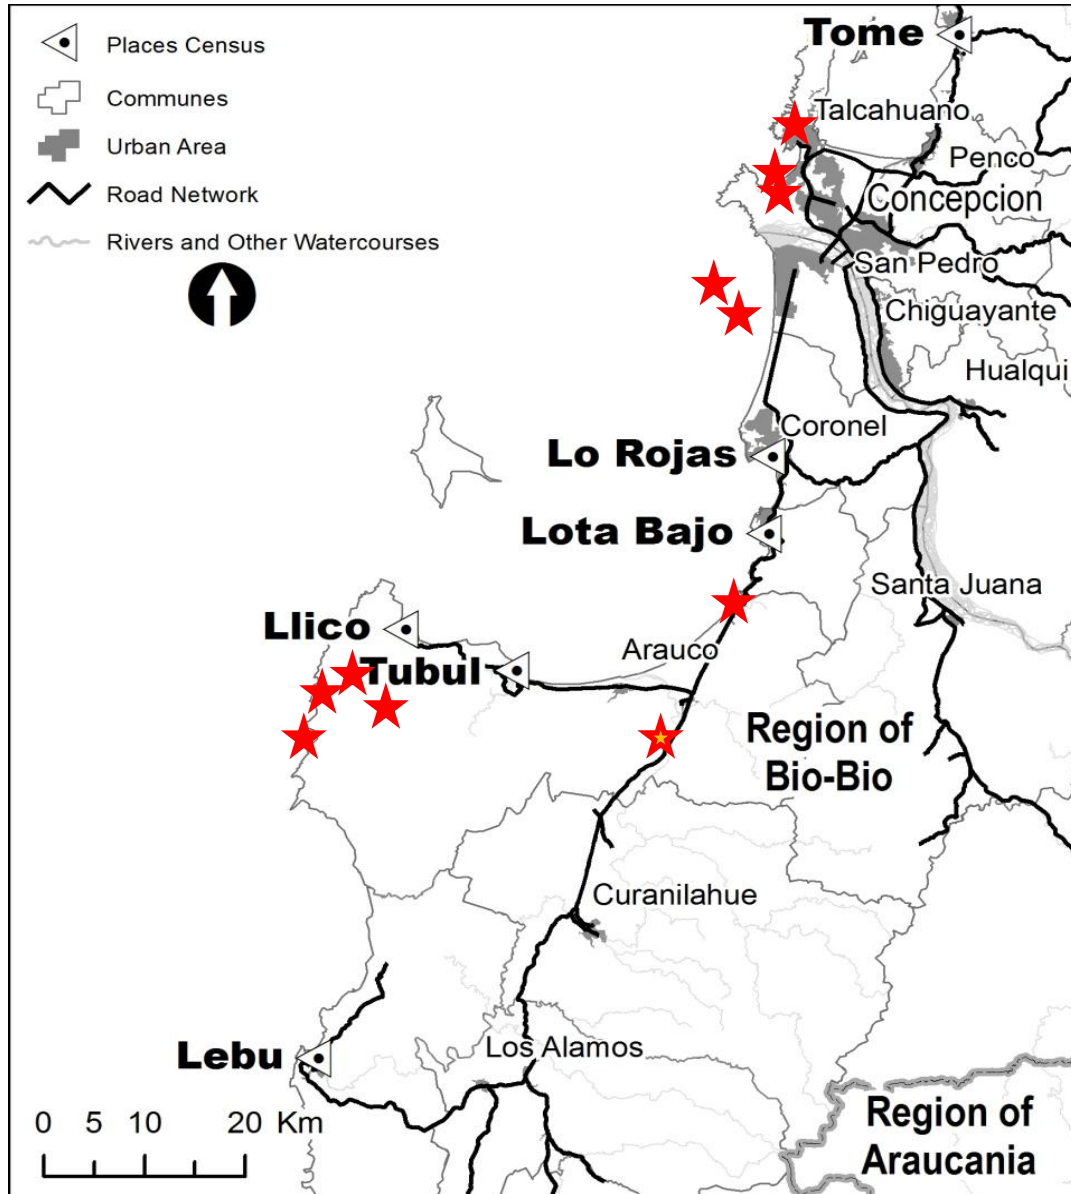 Places Census
Communes
Urban Area
Road Network
Rivers and Other Watercourses
Tome
Talcahuano
Penco
Concepcion
San Pedro
Chiguayante
Hualqui
Coronel
Lo Rojas
Lota Bajo
Santa Juana
Llico
Arauco
Tubul
Region of
Bio-Bio
Curanilahue
Los Alamos
Lebu
Region of
Araucania
0 5 10 20 Km